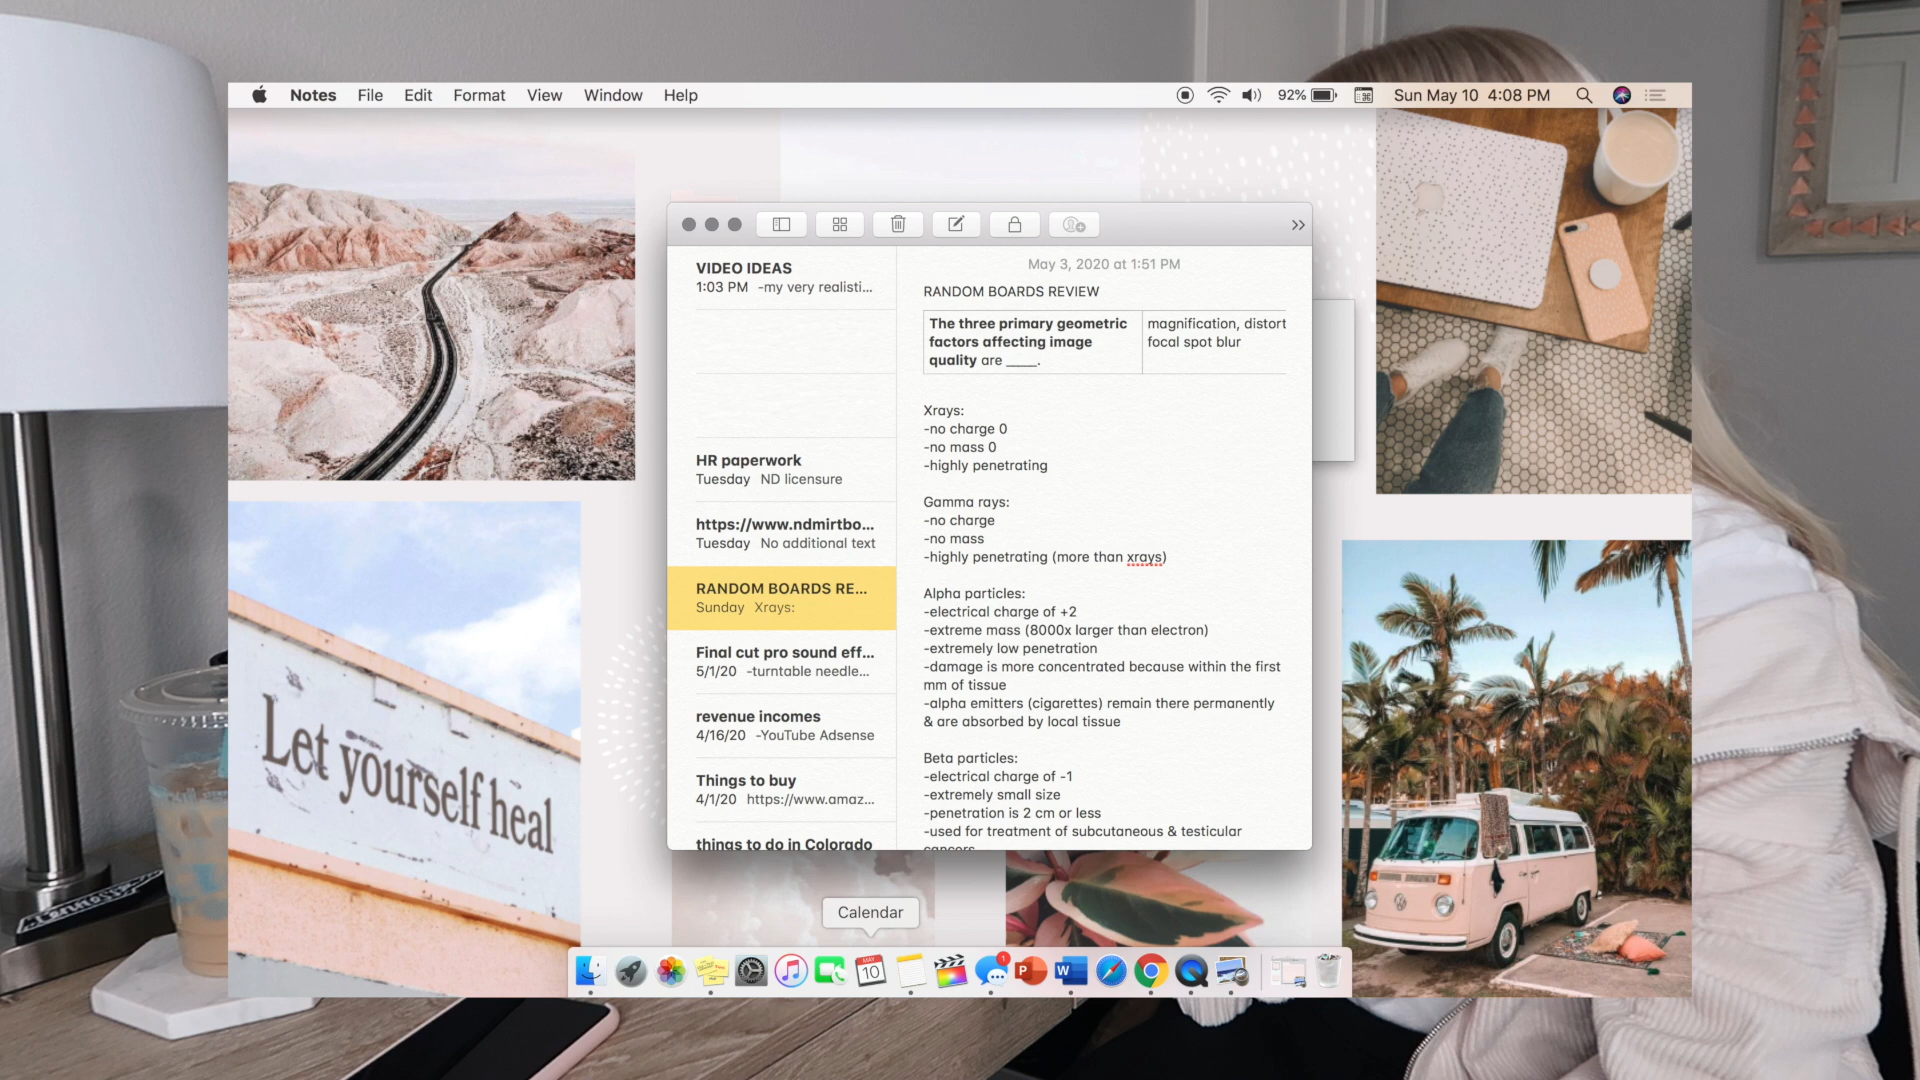 Notes File Edit Format View Window Help
92% Sun May 10 4:08 PM
VIDEO IDEAS
1:03 PM -my very realisti...
HR paperwork
Tuesday ND licensure
https://www.ndmirtbo...
Tuesday No additional text
RANDOM BOARDS RE...
Sunday Xrays:
Final cut pro sound eff...
5/1/20 -turntable needle...
revenue incomes
4/16/20 -YouTube Adsense
Things to buy
4/1/20 https://www.amaz...
things to do in Colorado
May 3, 2020 at 1:51 PM
RANDOM BOARDS REVIEW
The three primary geometric
factors affecting image
quality are ____.
magnification, distort
focal spot blur
Xrays:
-no charge 0
-no mass 0
-highly penetrating
Gamma rays:
-no charge
-no mass
-highly penetrating (more than xrays)
Alpha particles:
-electrical charge of +2
-extreme mass (8000x larger than electron)
-extremely low penetration
-damage is more concentrated because within the first
mm of tissue
-alpha emitters (cigarettes) remain there permanently
& are absorbed by local tissue
Beta particles:
-electrical charge of -1
-extremely small size
-penetration is 2 cm or less
-used for treatment of subcutaneous & testicular
cancers
Let yourself heal
Calendar
MAY
10
1
P
W